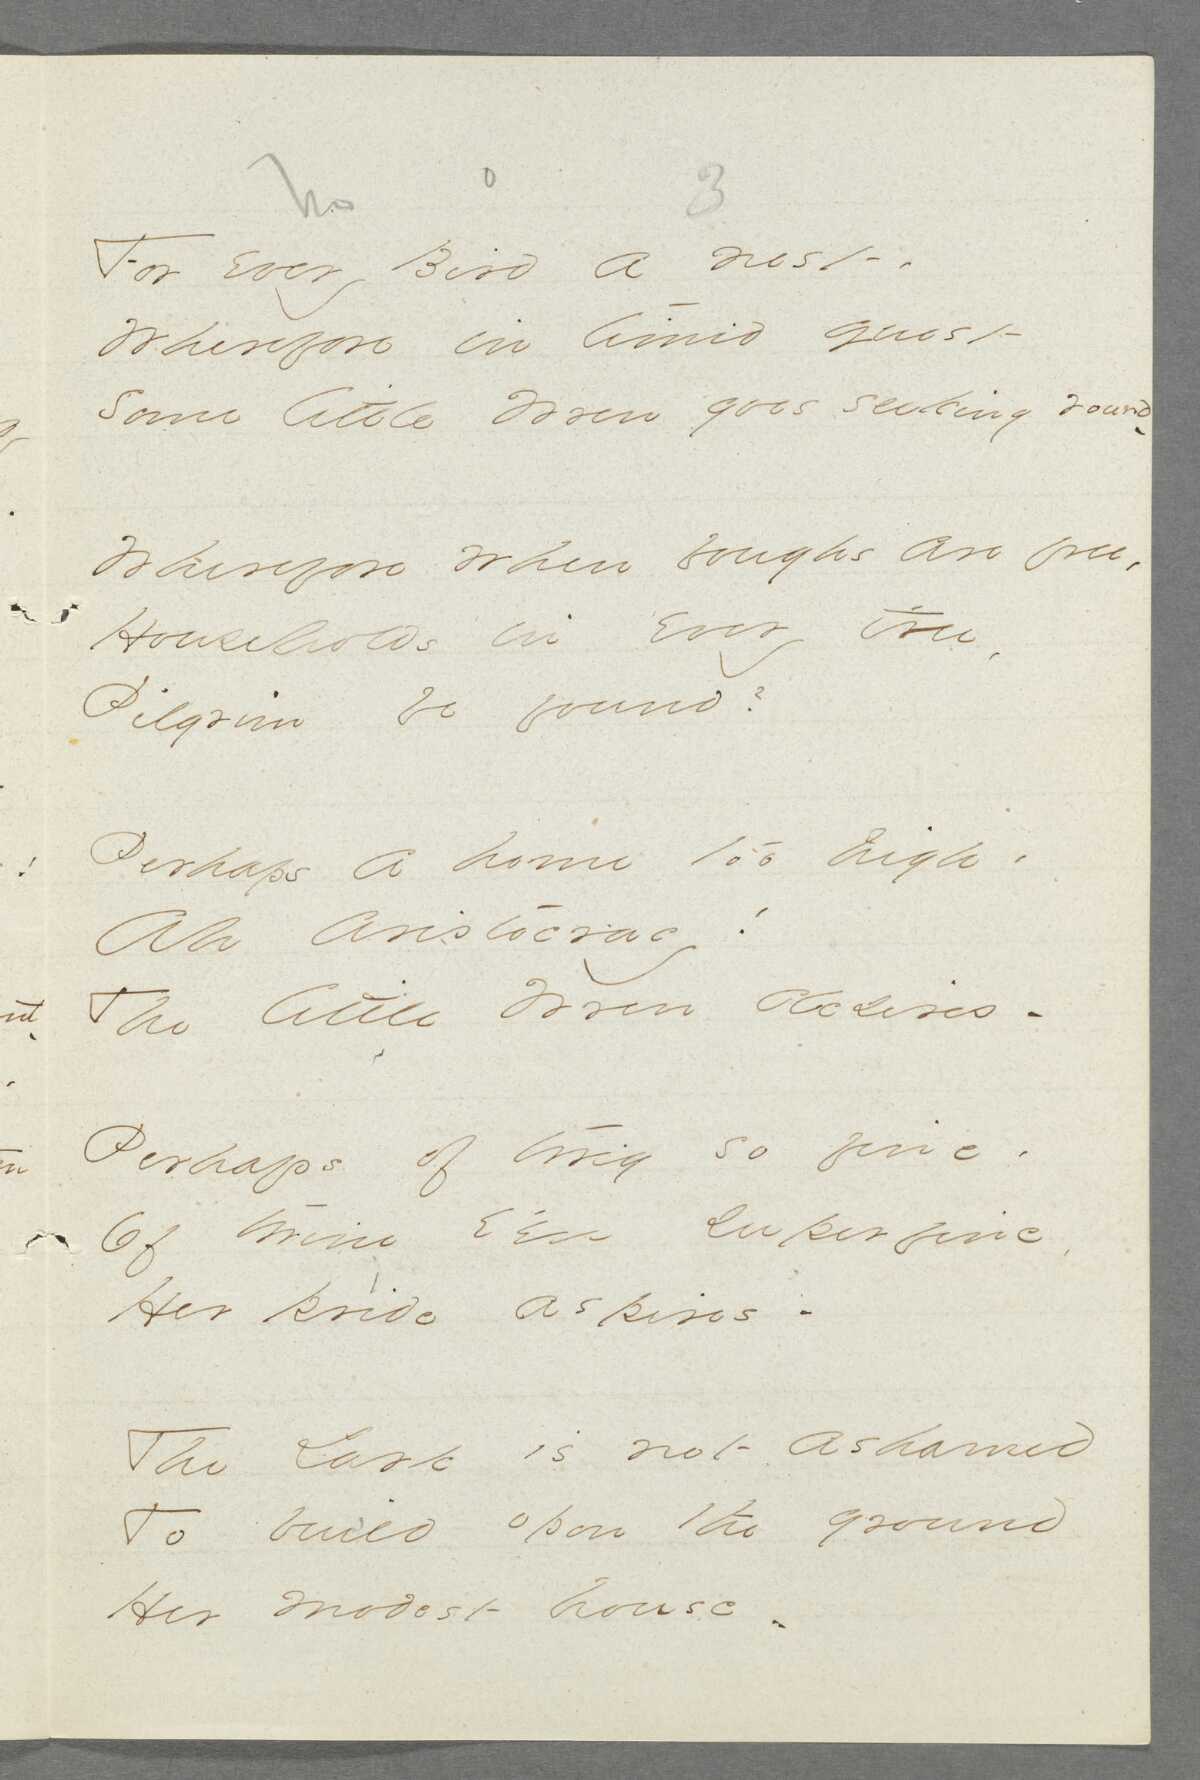 No 3
For Every Bird a nest -
Wherefore in timid quest
Some little Wren goes seeking round -
Wherefore when boughs are free,
Households in Every tree,
Pilgrim be found?
Perhaps a home too high -
Ah Aristocracy!
The little Wren desires -
Perhaps of twig so fine -
Of twine E'en superfine,
Her pride aspires -
The Lark is not ashamed
To build upon the ground
Her modest house -